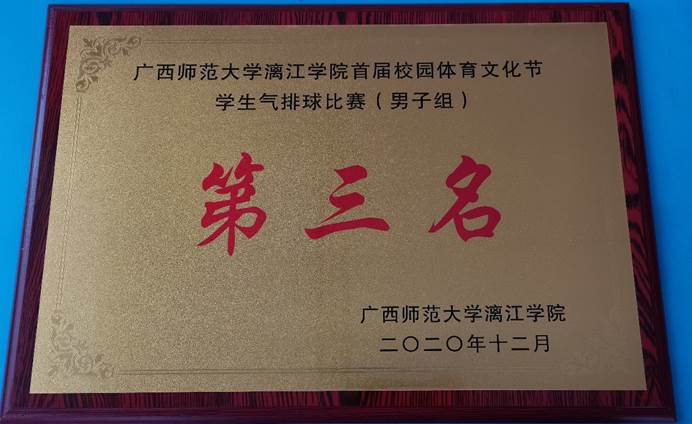 广西师范大学漓江学院首届校园体育文化节
学生气排球比赛（男子组）
第三名
广西师范大学漓江学院
二〇二〇年十二月